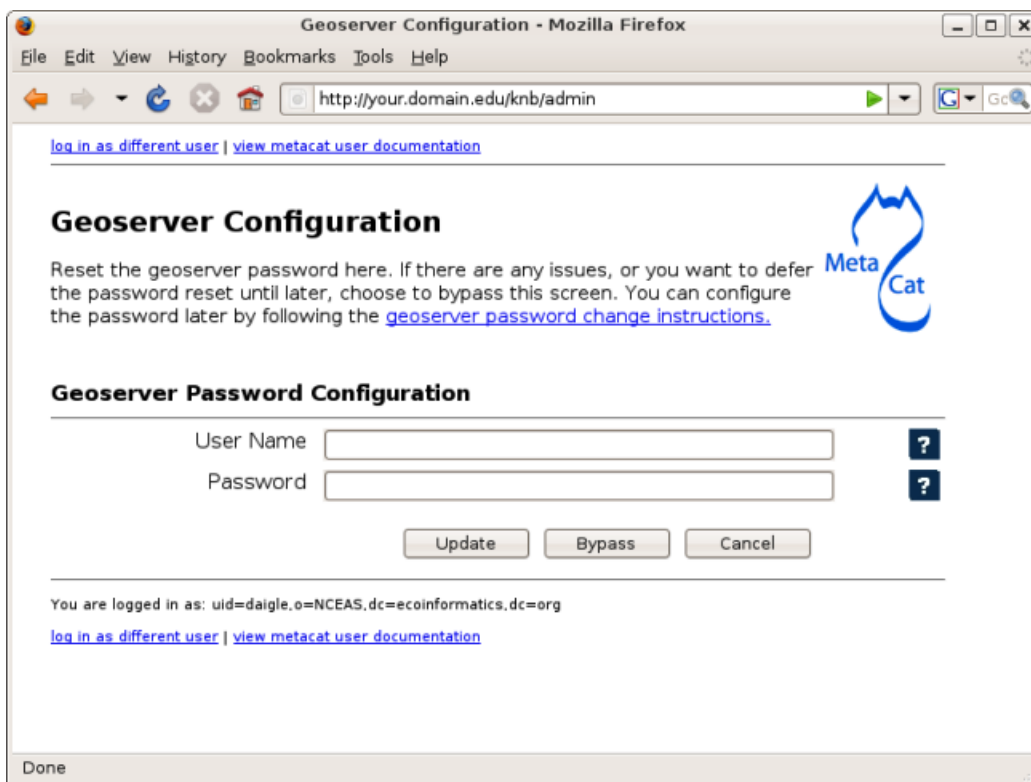 Geoserver Configuration - Mozilla Firefox
File Edit View History Bookmarks Tools Help
http://your.domain.edu/knb/admin
G Go
log in as different user | view metacat user documentation
Geoserver Configuration
Reset the geoserver password here. If there are any issues, or you want to defer
the password reset until later, choose to bypass this screen. You can configure
the password later by following the geoserver password change instructions.
Meta
Cat
Geoserver Password Configuration
User Name
?
Password
?
Update Bypass Cancel
You are logged in as: uid=daigle,o=NCEAS,dc=ecoinformatics,dc=org
log in as different user | view metacat user documentation
Done